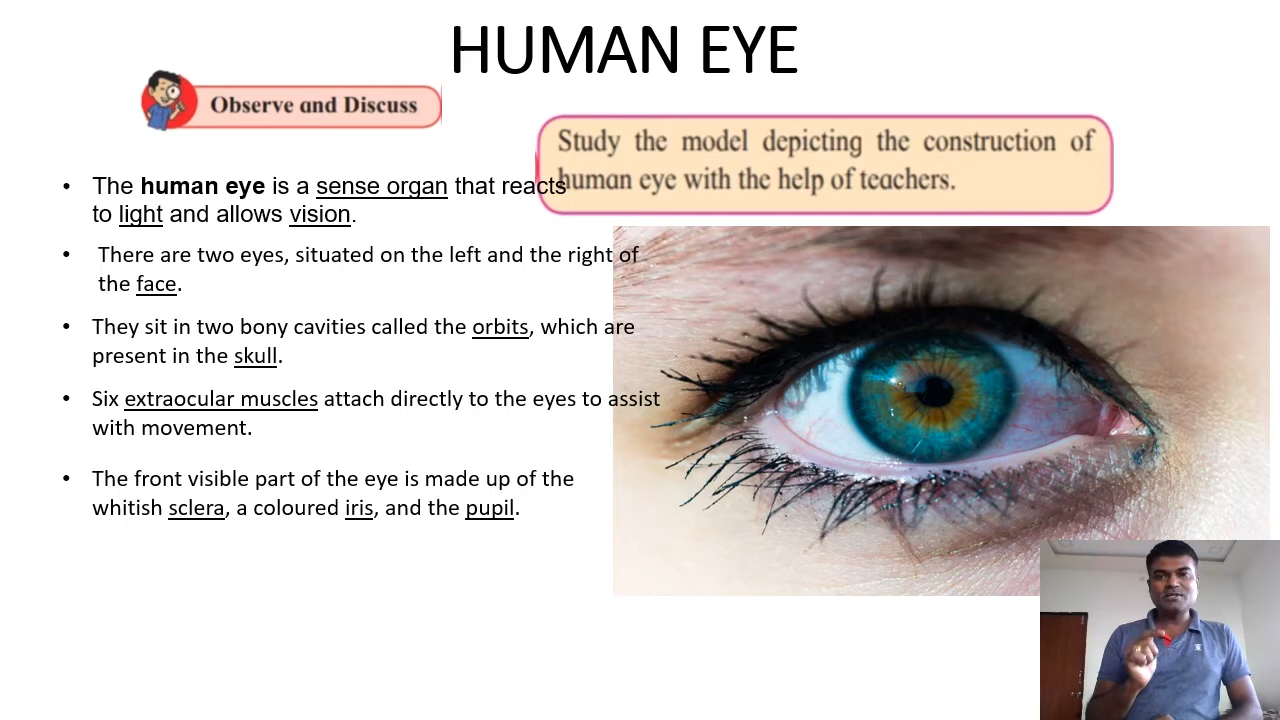 HUMAN EYE
Observe and Discuss
Study the model depicting the construction of
human eye with the help of teachers.
• The human eye is a sense organ that reacts
to light and allows vision.
• There are two eyes, situated on the left and the right of
the face.
• They sit in two bony cavities called the orbits, which are
present in the skull.
• Six extraocular muscles attach directly to the eyes to assist
with movement.
• The front visible part of the eye is made up of the
whitish sclera, a coloured iris, and the pupil.